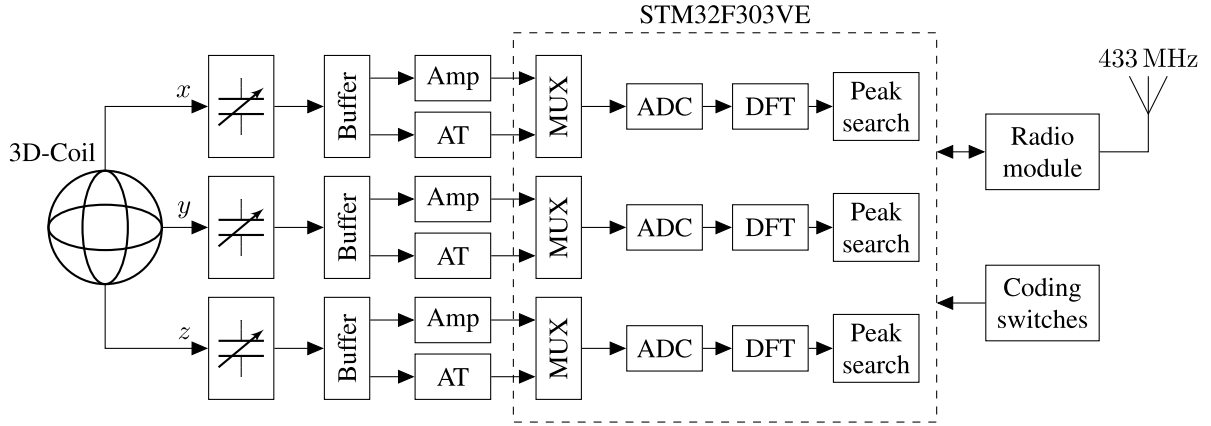 STM32F303VE
433 MHz
3D-Coil
x
Buffer
Amp
AT
MUX
ADC
DFT
Peak
search
Radio
module
y
Buffer
Amp
AT
MUX
ADC
DFT
Peak
search
Coding
switches
z
Buffer
Amp
AT
MUX
ADC
DFT
Peak
search